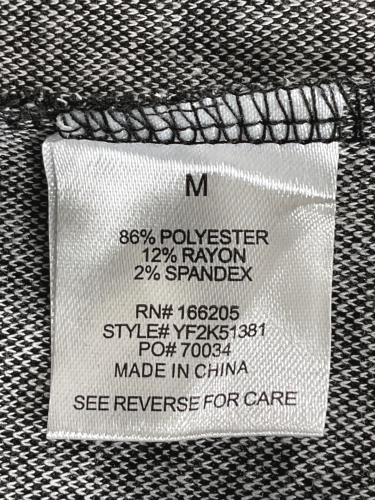 M
86% POLYESTER
12% RAYON
2% SPANDEX
RN# 166205
STYLE# YF2K51381
PO# 70034
MADE IN CHINA
SEE REVERSE FOR CARE